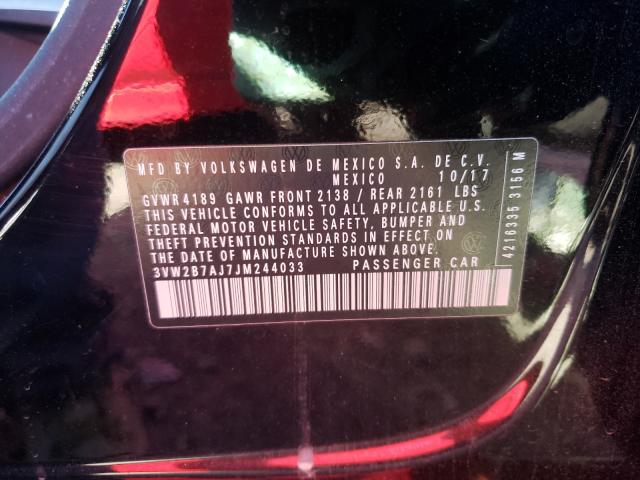 MFD BY VOLKSWAGEN DE MEXICO S.A. DE C.V.
MEXICO 10/17
GVWR 4189 GAWR FRONT 2138 / REAR 2161 LBS
THIS VEHICLE CONFORMS TO ALL APPLICABLE U.S.
FEDERAL MOTOR VEHICLE SAFETY, BUMPER AND
THEFT PREVENTION STANDARDS IN EFFECT ON
THE DATE OF MANUFACTURE SHOWN ABOVE.
3VW2B7AJ7JM244033 PASSENGER CAR
4216335 3156 M